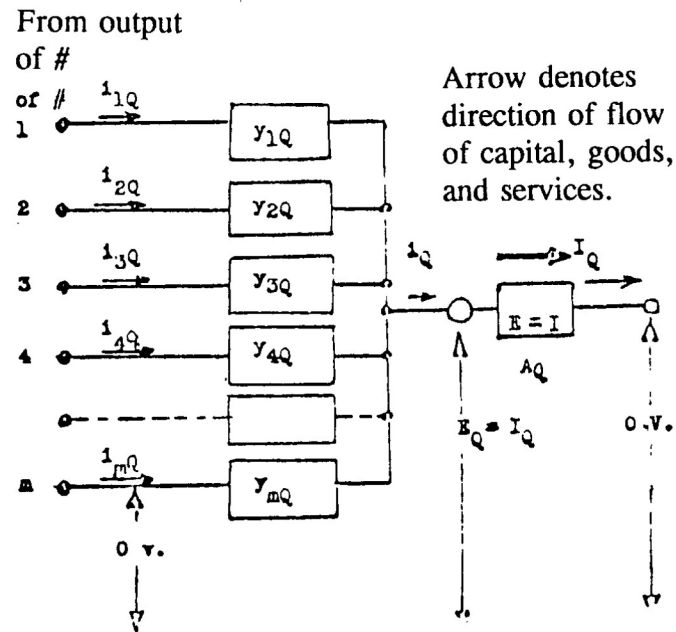 From output
of #
of #
1 i1Q y1Q
Arrow denotes
direction of flow
of capital, goods,
and services.
2 i2Q y2Q
3 i3Q y3Q
iQ IQ
4 i4q y4Q
E = I
AQ
EQ = IQ
0 v.
m imQ ymQ
0 v.